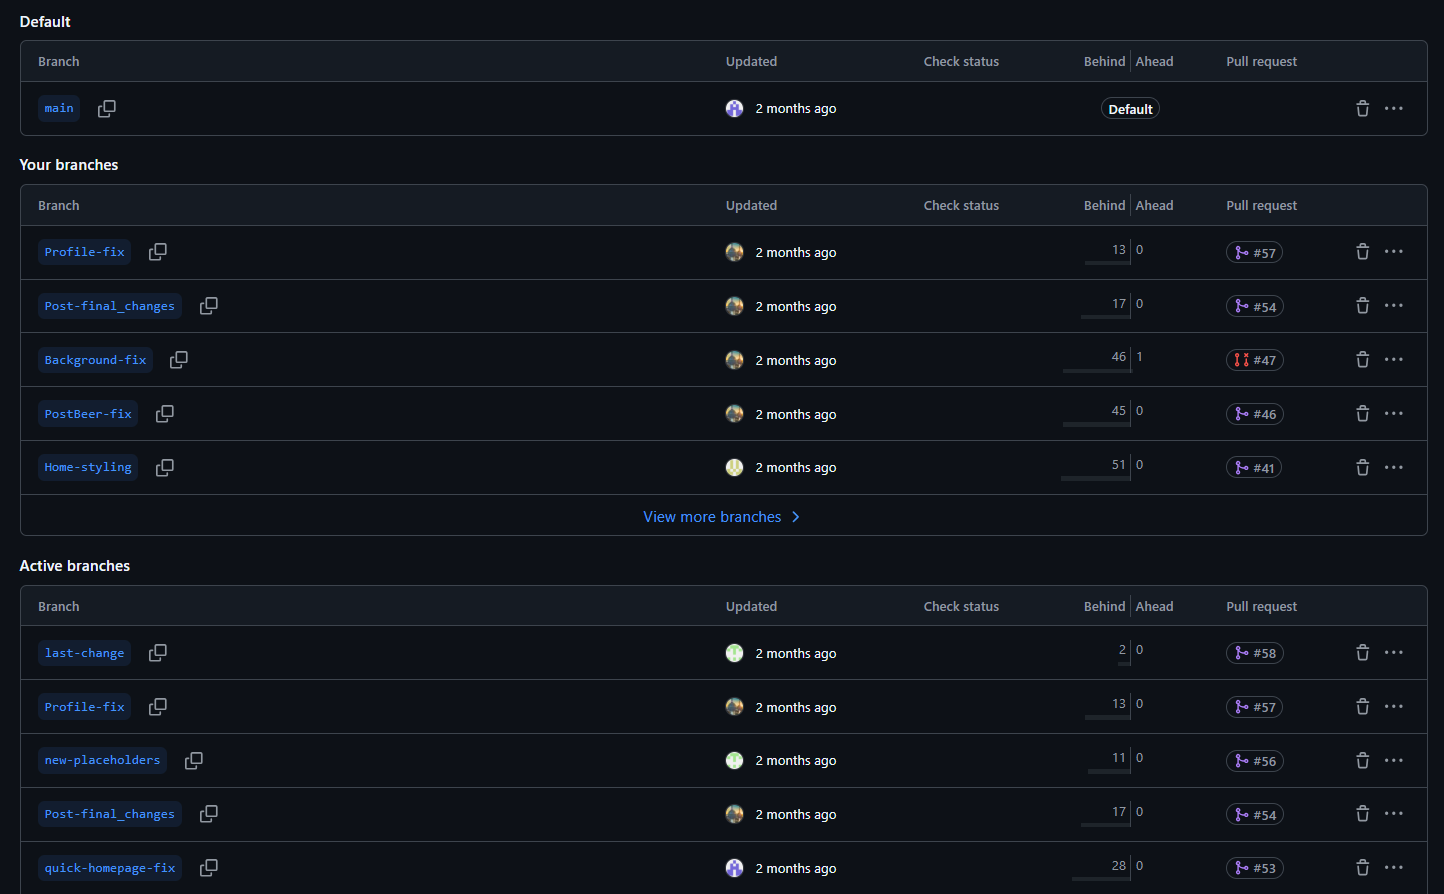 Default
Branch Updated Check status Behind Ahead Pull request
main 2 months ago Default
Your branches
Branch Updated Check status Behind Ahead Pull request
Profile-fix 2 months ago 13 0 #57
Post-final_changes 2 months ago 17 0 #54
Background-fix 2 months ago 46 1 #47
PostBeer-fix 2 months ago 45 0 #46
Home-styling 2 months ago 51 0 #41
View more branches
Active branches
Branch Updated Check status Behind Ahead Pull request
last-change 2 months ago 2 0 #58
Profile-fix 2 months ago 13 0 #57
new-placeholders 2 months ago 11 0 #56
Post-final_changes 2 months ago 17 0 #54
quick-homepage-fix 2 months ago 28 0 #53